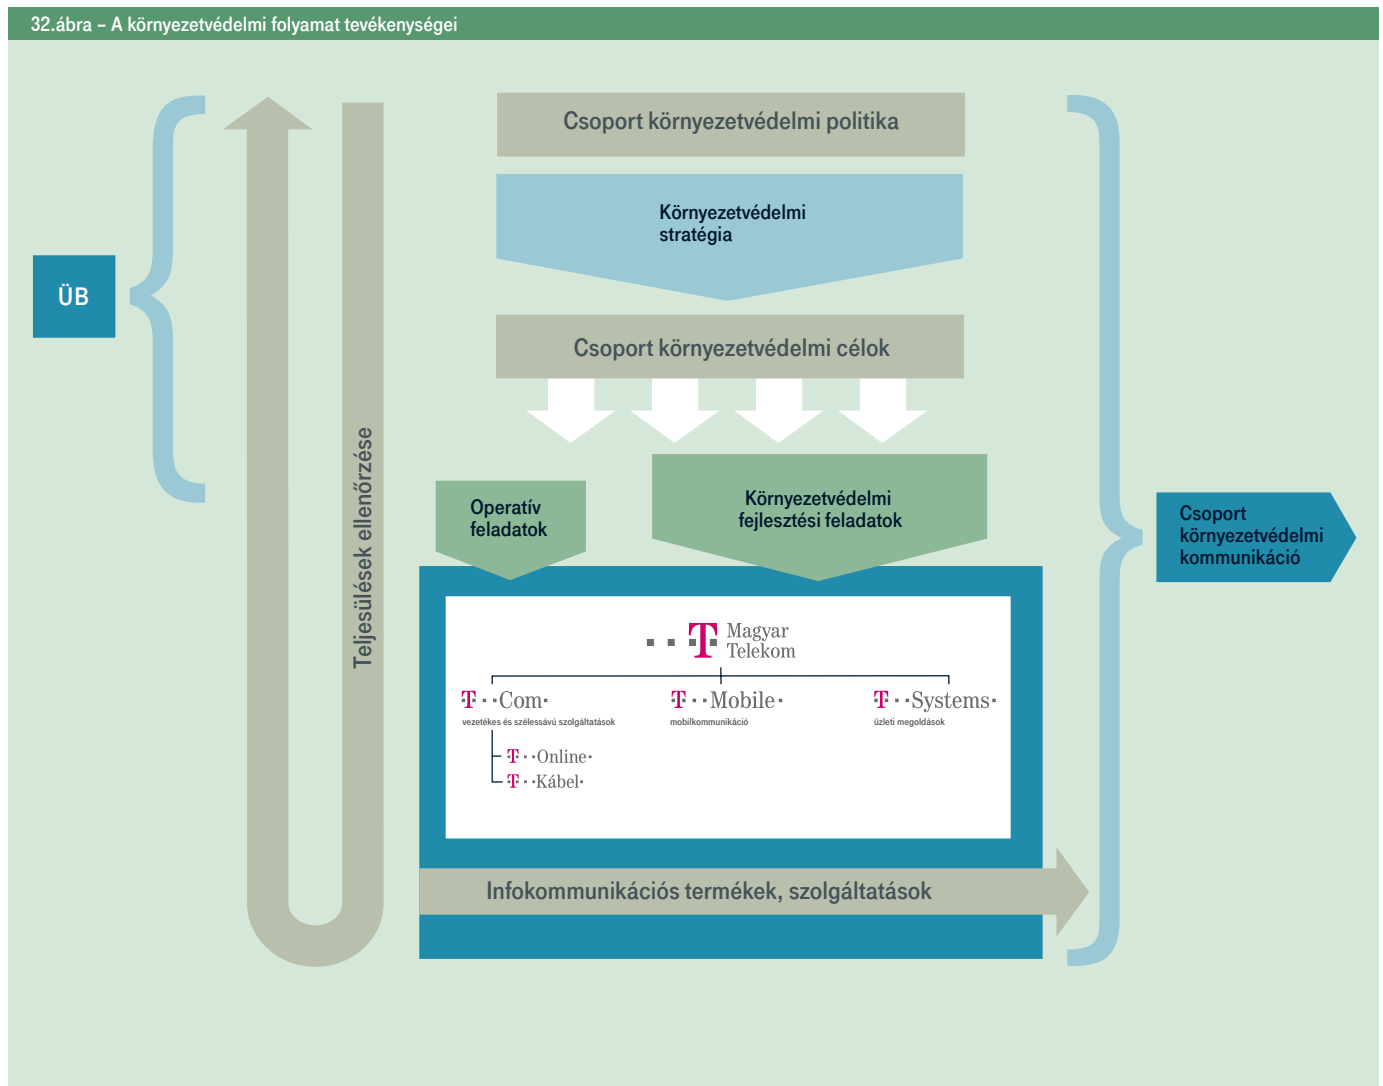 32.ábra – A környezetvédelmi folyamat tevékenységei
Csoport környezetvédelmi politika
Környezetvédelmi
stratégia
ÜB
Csoport környezetvédelmi célok
Teljesülések ellenőrzése
Operatív
feladatok
Környezetvédelmi
fejlesztési feladatok
Csoport
környezetvédelmi
kommunikáció
T Magyar
Telekom
T··Com·
vezetékes és szélessávú szolgáltatások
T··Mobile·
mobilkommunikáció
T··Systems·
üzleti megoldások
T··Online·
T··Kábel·
Infokommunikációs termékek, szolgáltatások